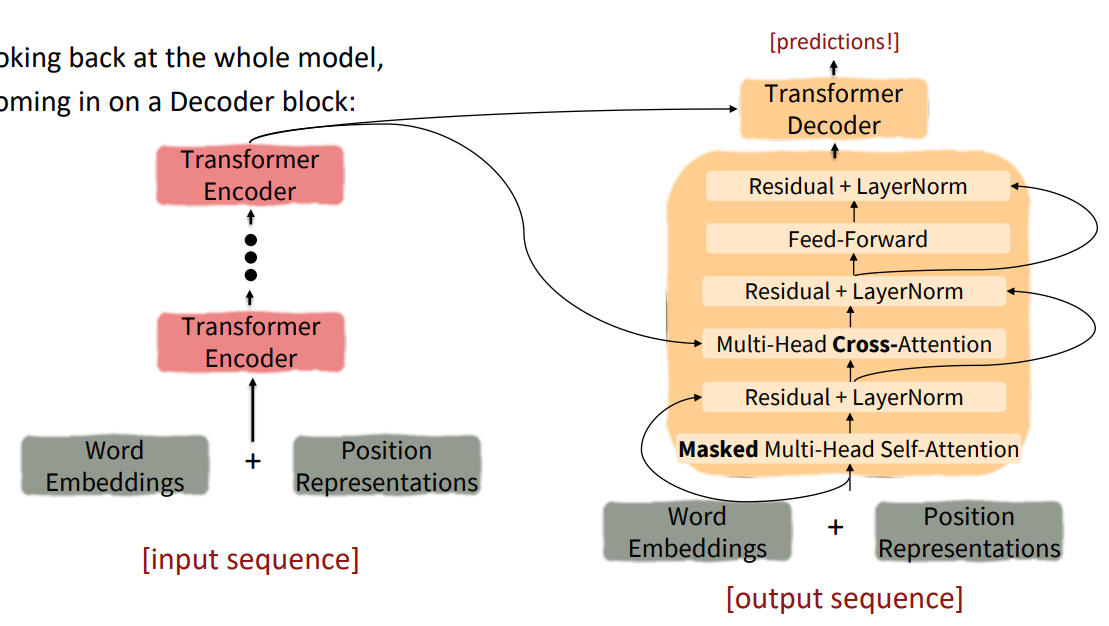 oking back at the whole model,
oming in on a Decoder block:
[predictions!]
Transformer
Decoder
Transformer
Encoder
Residual + LayerNorm
Feed-Forward
Residual + LayerNorm
Transformer
Encoder
Multi-Head Cross-Attention
Residual + LayerNorm
Masked Multi-Head Self-Attention
Word
Embeddings
+
Position
Representations
[input sequence]
Word
Embeddings
+
Position
Representations
[output sequence]